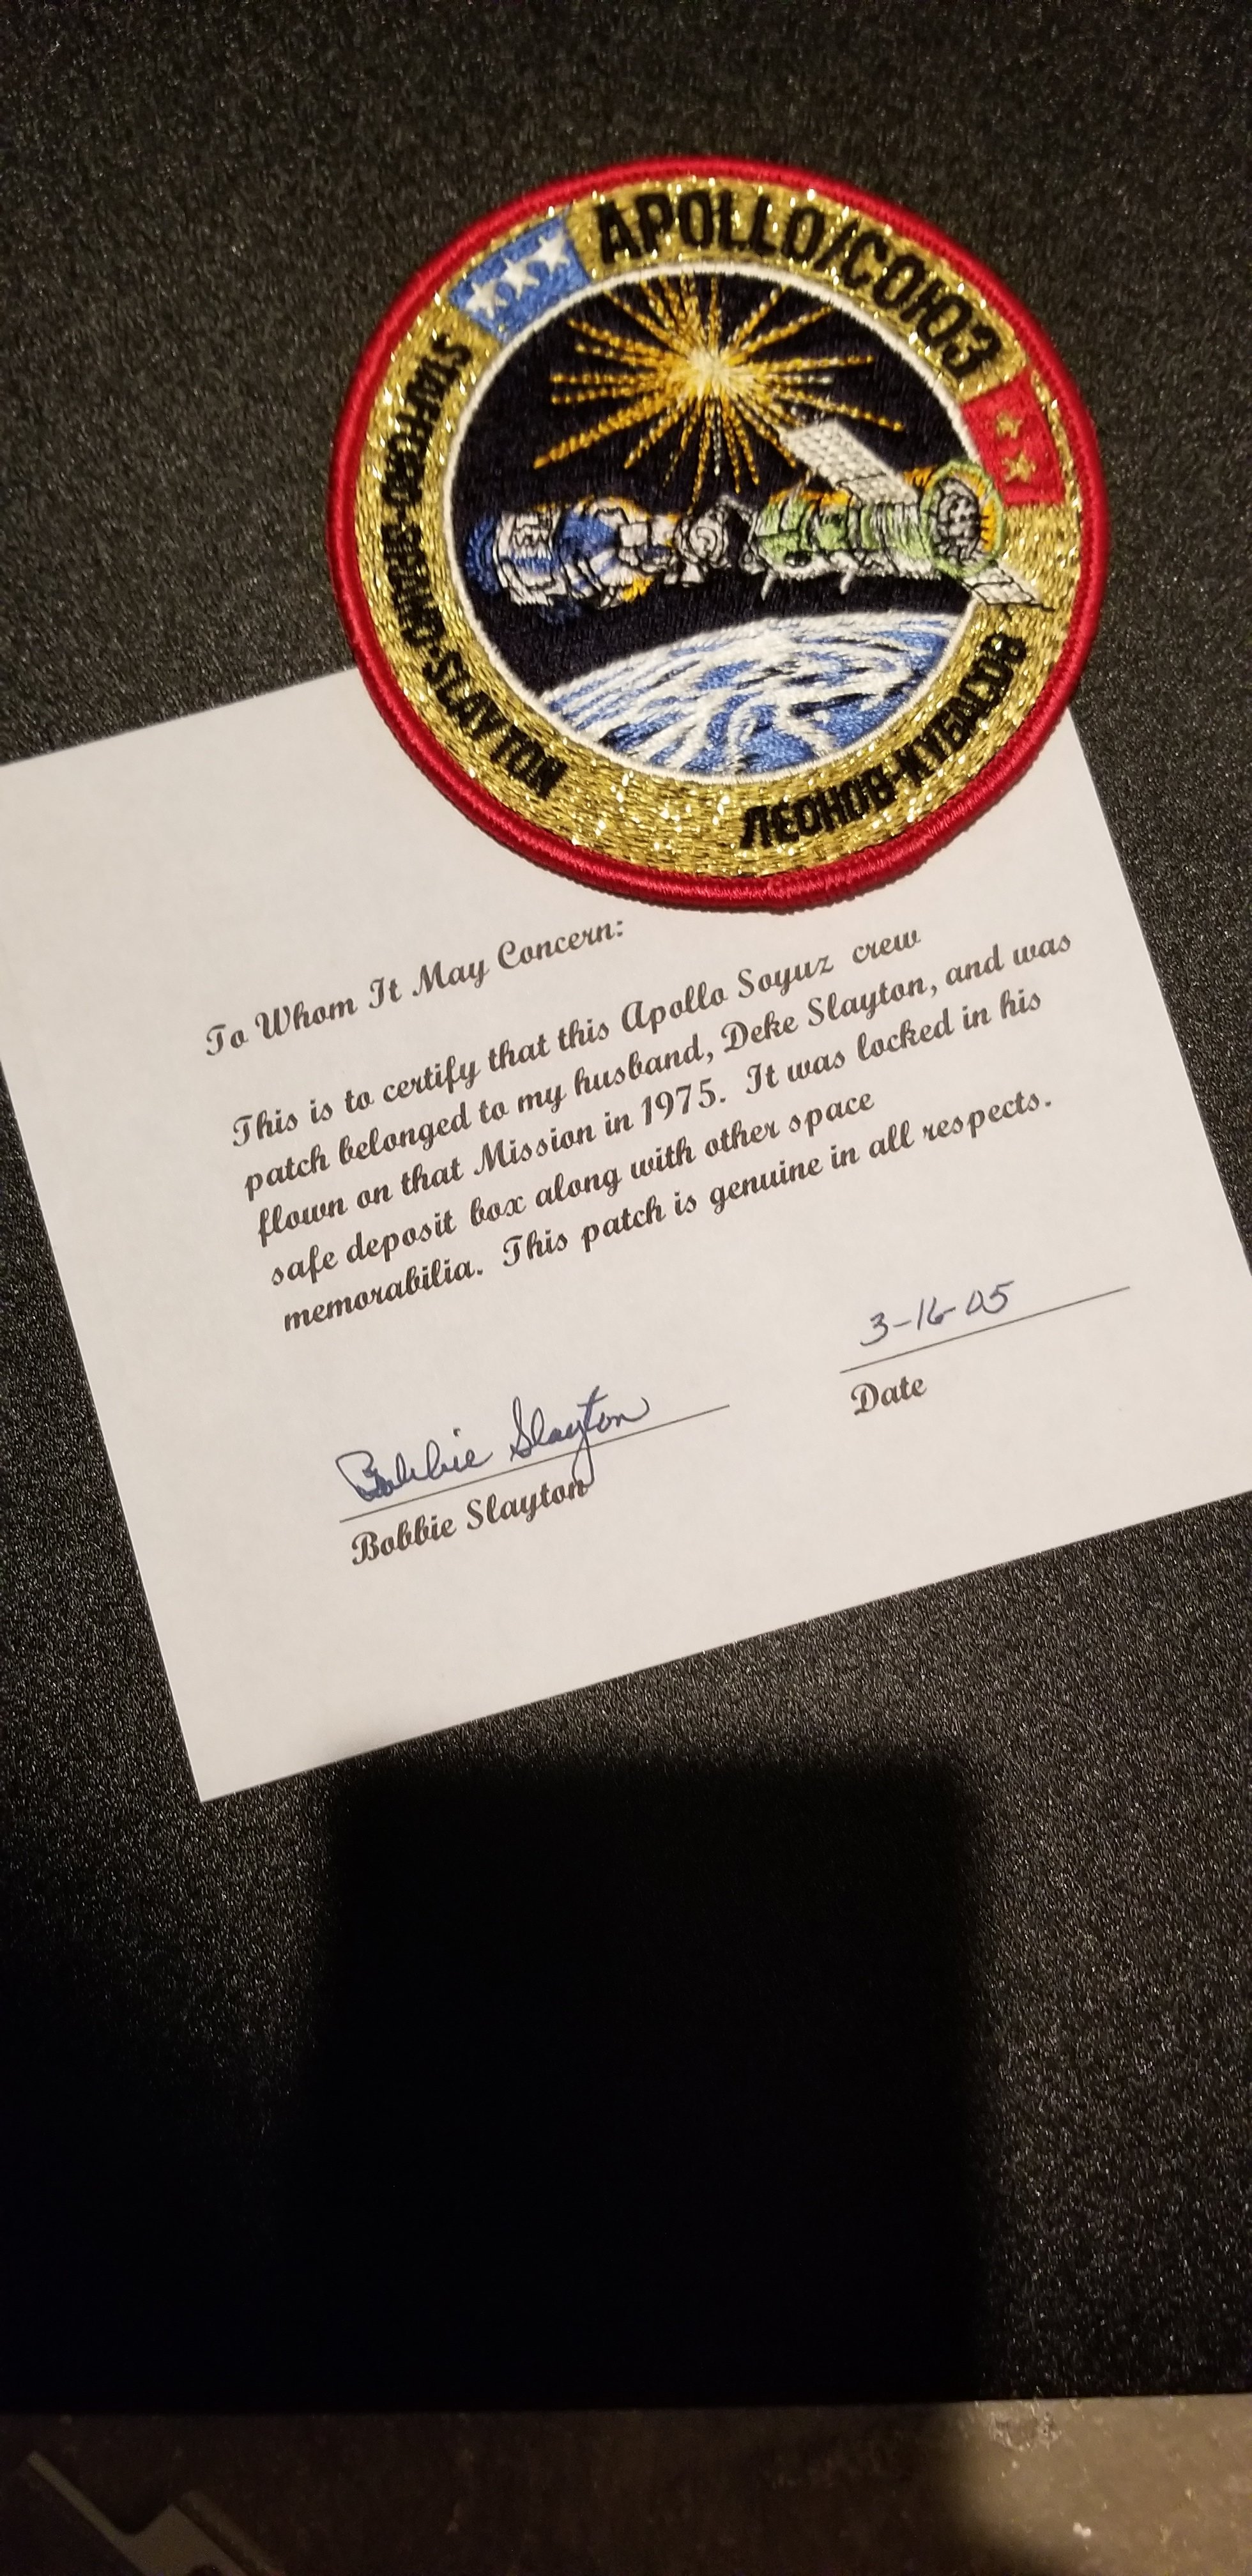 APOLLO/СОЮЗ
STAFFORD·BRAND·SLAYTON
ЛЕОНОВ-КУБАСОВ
To Whom It May Concern:
This is to certify that this Apollo Soyuz crew
patch belonged to my husband, Deke Slayton, and was
flown on that Mission in 1975. It was locked in his
safe deposit box along with other space
memorabilia. This patch is genuine in all respects.
Bobbie Slayton
3-16-05
Bobbie Slayton
Date